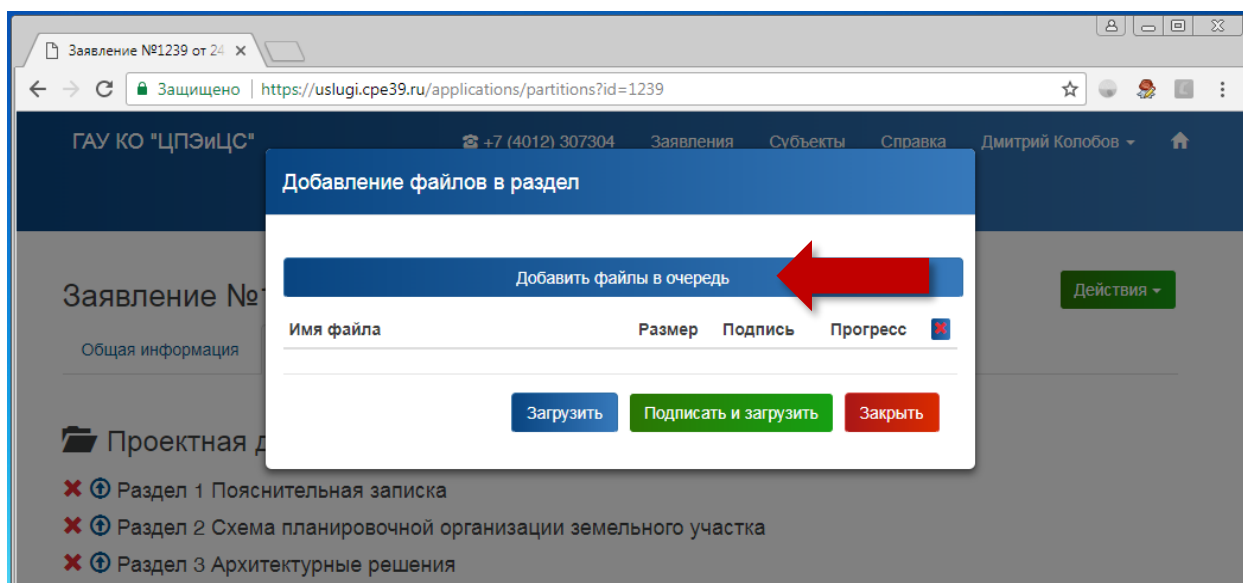 Заявление №1239 от 24
Защищено | https://uslugi.cpe39.ru/applications/partitions?id=1239
ГАУ КО "ЦПЭиЦС" +7 (4012) 307304 Заявления Субъекты Справка Дмитрий Колобов
Добавление файлов в раздел
Добавить файлы в очередь
Заявление №
Действия
Имя файла Размер Подпись Прогресс
Общая информация
Загрузить Подписать и загрузить Закрыть
Проектная д
Раздел 1 Пояснительная записка
Раздел 2 Схема планировочной организации земельного участка
Раздел 3 Архитектурные решения